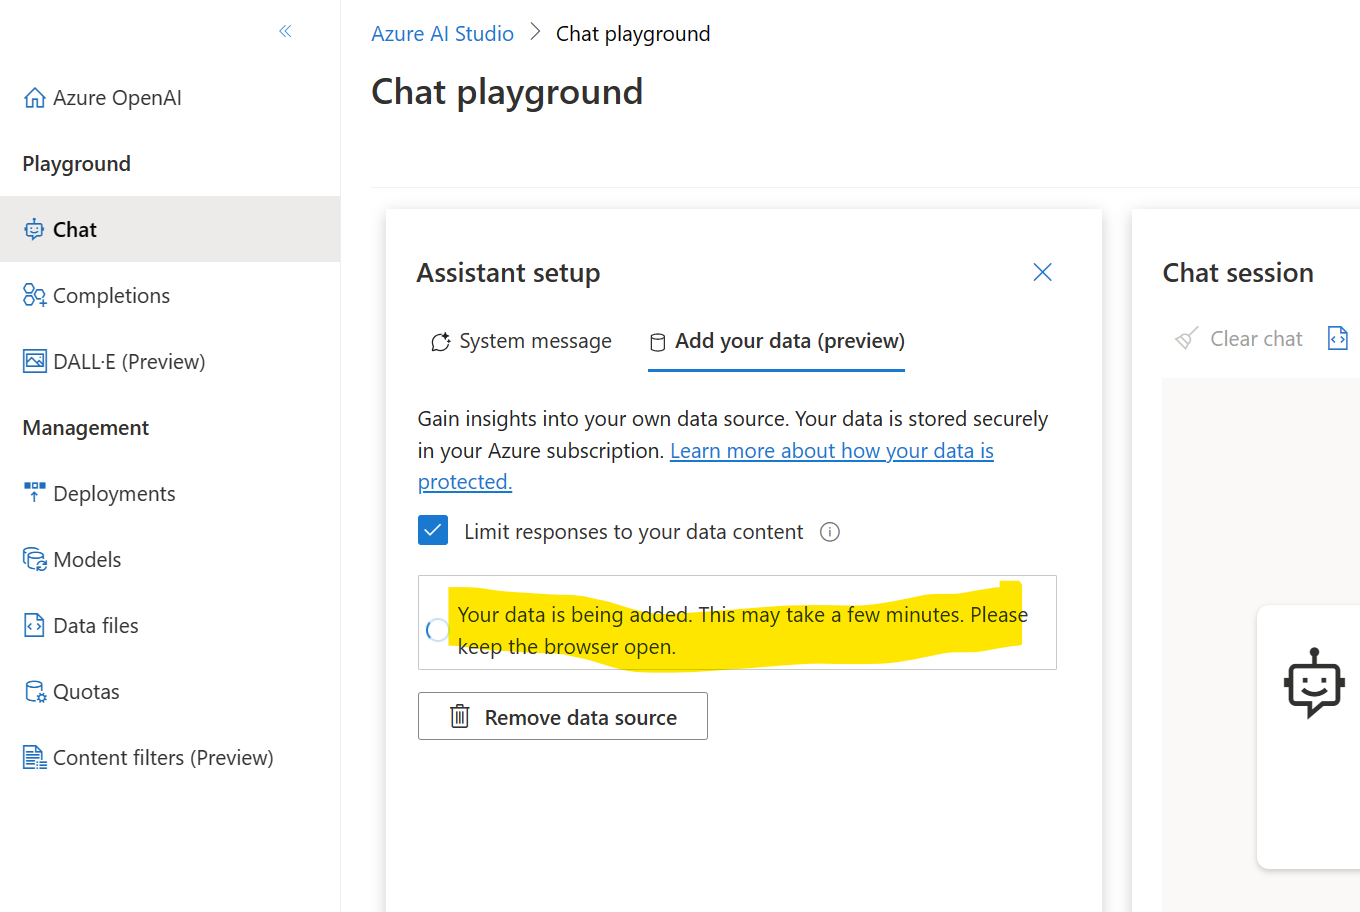 Azure OpenAI
Playground
Chat
Completions
DALL·E (Preview)
Management
Deployments
Models
Data files
Quotas
Content filters (Preview)
Azure AI Studio > Chat playground
Chat playground
Assistant setup
System message
Add your data (preview)
Gain insights into your own data source. Your data is stored securely
in your Azure subscription. Learn more about how your data is
protected.
Limit responses to your data content
Your data is being added. This may take a few minutes. Please
keep the browser open.
Remove data source
Chat session
Clear chat